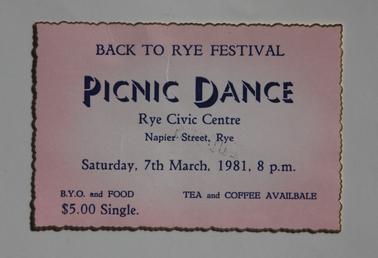 BACK TO RYE FESTIVAL
PICNIC DANCE
Rye Civic Centre
Napier Street, Rye
Saturday, 7th March, 1981, 8 p.m.
B.Y.O. and FOOD
TEA and COFFEE AVAILBALE
$5.00 Single.